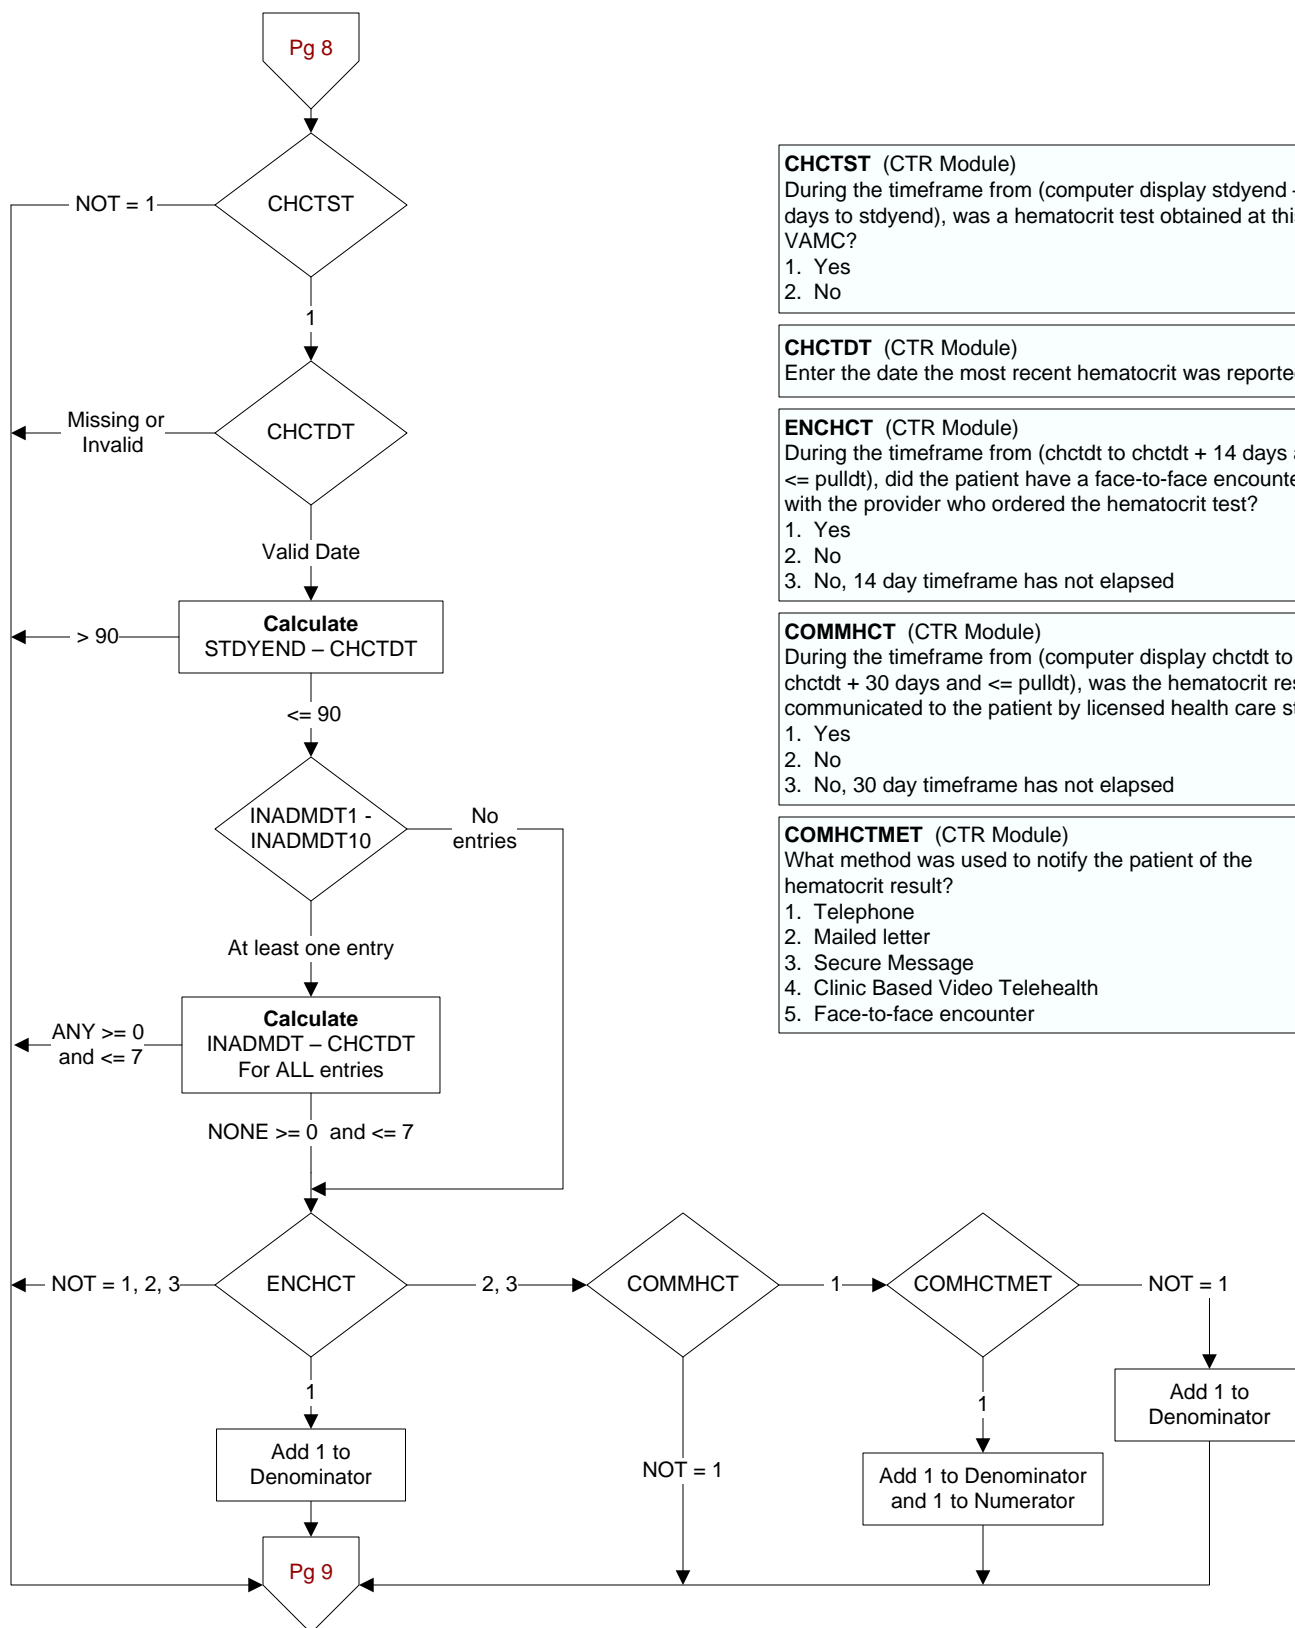 Pg 8
CHCTST
NOT = 1
1
CHCTDT
Missing or
Invalid
Valid Date
Calculate
STDYEND – CHCTDT
> 90
<= 90
INADMDT1 -
INADMDT10
No
entries
At least one entry
Calculate
INADMDT – CHCTDT
For ALL entries
ANY >= 0
and <= 7
NONE >= 0 and <= 7
NOT = 1, 2, 3
ENCHCT
2, 3
COMMHCT
1
COMHCTMET
NOT = 1
1
Add 1 to
Denominator
NOT = 1
1
Add 1 to Denominator
and 1 to Numerator
Add 1 to
Denominator
Pg 9
CHCTST (CTR Module)
During the timeframe from (computer display stdyend
days to stdyend), was a hematocrit test obtained at
VAMC?
1. Yes
2. No
CHCTDT (CTR Module)
Enter the date the most recent hematocrit was
ENCHCT (CTR Module)
During the timeframe from (chctdt to chctdt + 14 days
<= pulldt), did the patient have a face-to-face
with the provider who ordered the hematocrit test?
1. Yes
2. No
3. No, 14 day timeframe has not elapsed
COMMHCT (CTR Module)
During the timeframe from (computer display chctdt to
chctdt + 30 days and <= pulldt), was the hematocrit
communicated to the patient by licensed health care
1. Yes
2. No
3. No, 30 day timeframe has not elapsed
COMHCTMET (CTR Module)
What method was used to notify the patient of the
hematocrit result?
1. Telephone
2. Mailed letter
3. Secure Message
4. Clinic Based Video Telehealth
5. Face-to-face encounter